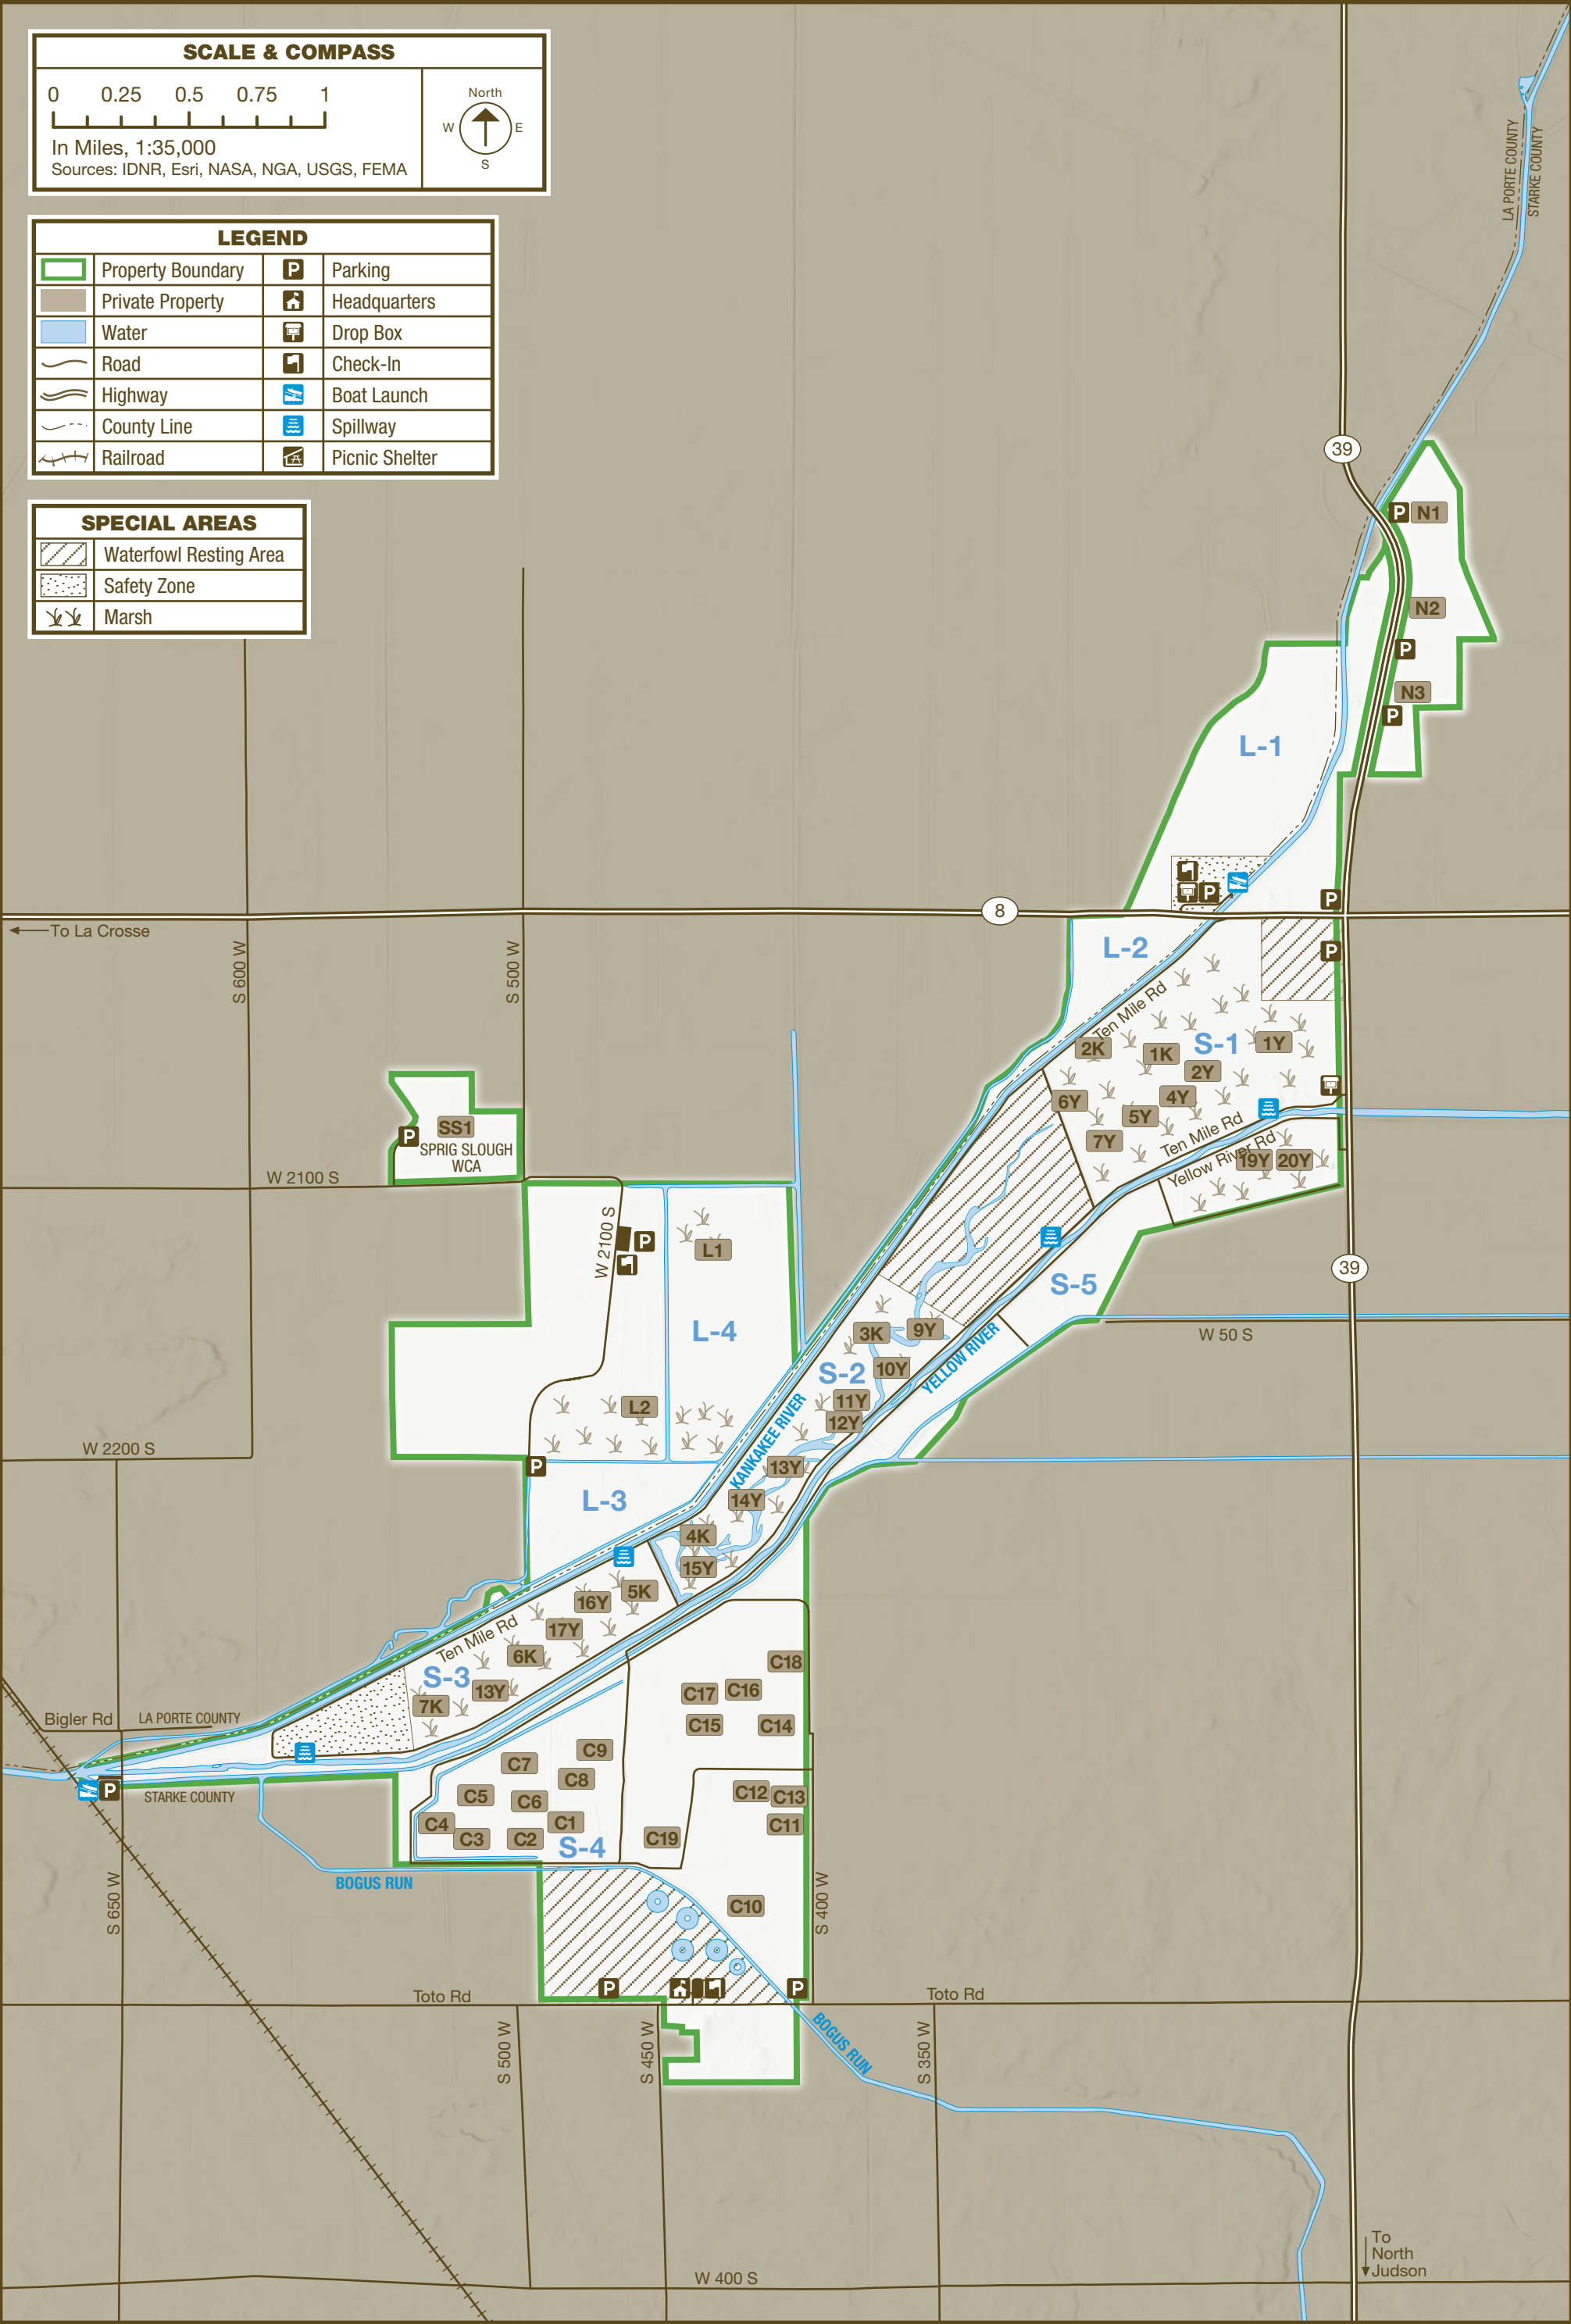 SCALE & COMPASS
0 0.25 0.5 0.75 1
In Miles, 1:35,000
Sources: IDNR, Esri, NASA, NGA, USGS, FEMA
North
W E
S
LEGEND
Property Boundary P Parking
Private Property Headquarters
Water Drop Box
Road Check-In
Highway Boat Launch
County Line Spillway
Railroad Picnic Shelter
SPECIAL AREAS
Waterfowl Resting Area
Safety Zone
Marsh
LA PORTE COUNTY
STARKE COUNTY
39
P N1
N2
P
N3
P
L-1
P
P
8
To La Crosse
S 600 W
S 500 W
L-2
P
Ten Mile Rd
2K
1K
S-1
1Y
2Y
6Y
4Y
5Y
7Y
Ten Mile Rd
Yellow River Rd
19Y
20Y
P
SS1
SPRIG SLOUGH
WCA
W 2100 S
W 2100 S
P
L1
L-4
S-5
39
W 50 S
3K
9Y
YELLOW RIVER
S-2
10Y
11Y
12Y
L2
KANKAKEE RIVER
W 2200 S
P
13Y
L-3
14Y
4K
15Y
5K
16Y
17Y
Ten Mile Rd
6K
S-3
13Y
7K
C18
C17
C16
C15
C14
Bigler Rd
LA PORTE COUNTY
P
STARKE COUNTY
C9
C7
C8
C5
C6
C4
C1
C3
C2
S-4
C12
C13
C11
C19
BOGUS RUN
S 650 W
C10
S 400 W
P
P
Toto Rd
Toto Rd
S 500 W
S 450 W
BOGUS RUN
S 350 W
W 400 S
To
North
Judson